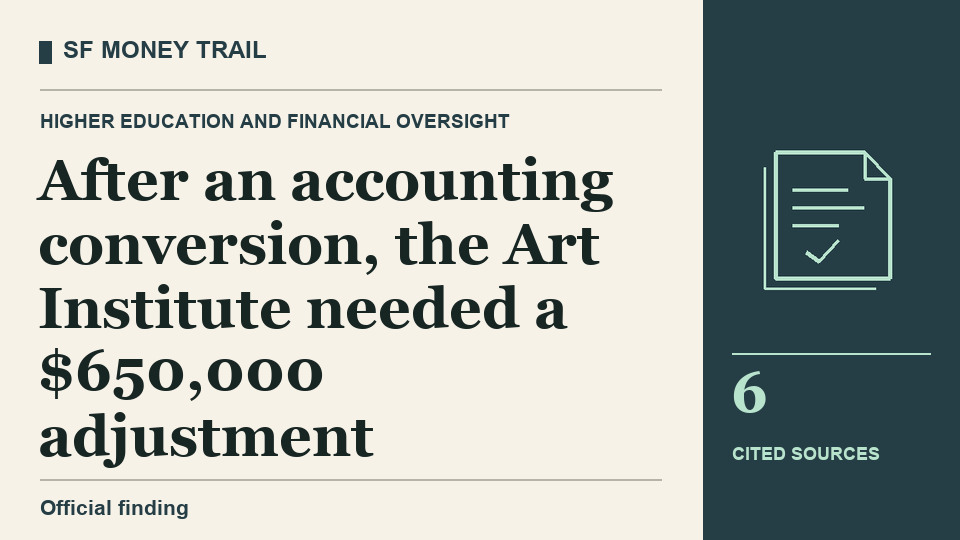 SF MONEY TRAIL
HIGHER EDUCATION AND FINANCIAL OVERSIGHT
After an accounting
conversion, the Art
Institute needed a
$650,000
adjustment
Official finding
6
CITED SOURCES